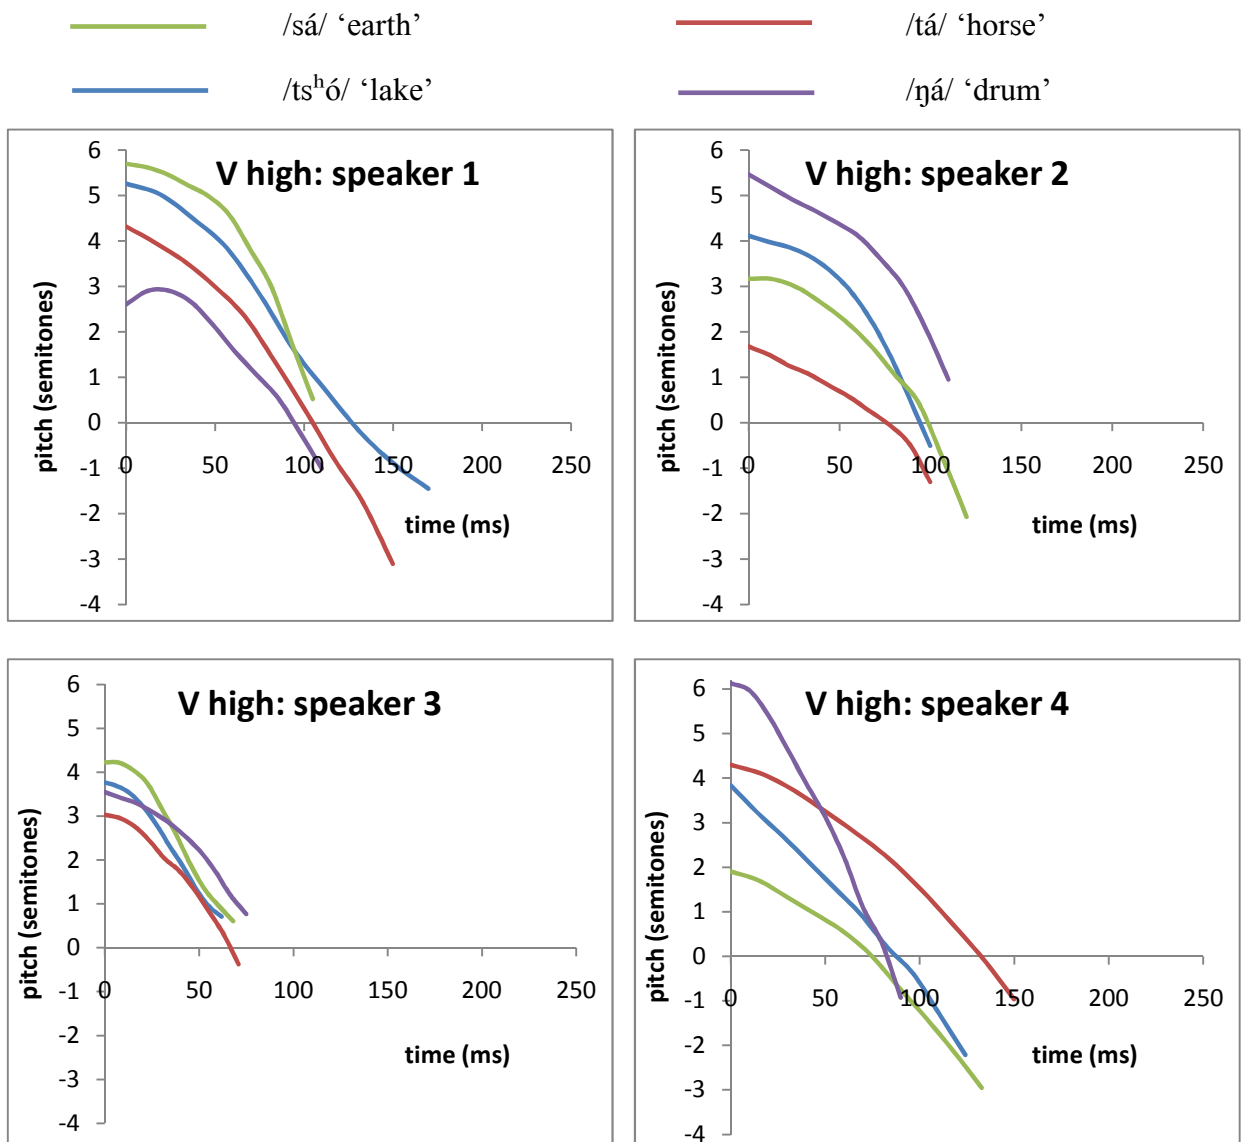 /sá/ ‘earth’ /tá/ ‘horse’
/tsʰó/ ‘lake’ /ŋá/ ‘drum’
V high: speaker 1
6
5
4
3
2
1
0
-1
-2
-3
-4
0 50 100 150 200 250
pitch (semitones)
time (ms)
V high: speaker 2
6
5
4
3
2
1
0
-1
-2
-3
-4
0 50 100 150 200 250
pitch (semitones)
time (ms)
V high: speaker 3
6
5
4
3
2
1
0
-1
-2
-3
-4
0 50 100 150 200 250
pitch (semitones)
time (ms)
V high: speaker 4
6
5
4
3
2
1
0
-1
-2
-3
-4
0 50 100 150 200 250
pitch (semitones)
time (ms)